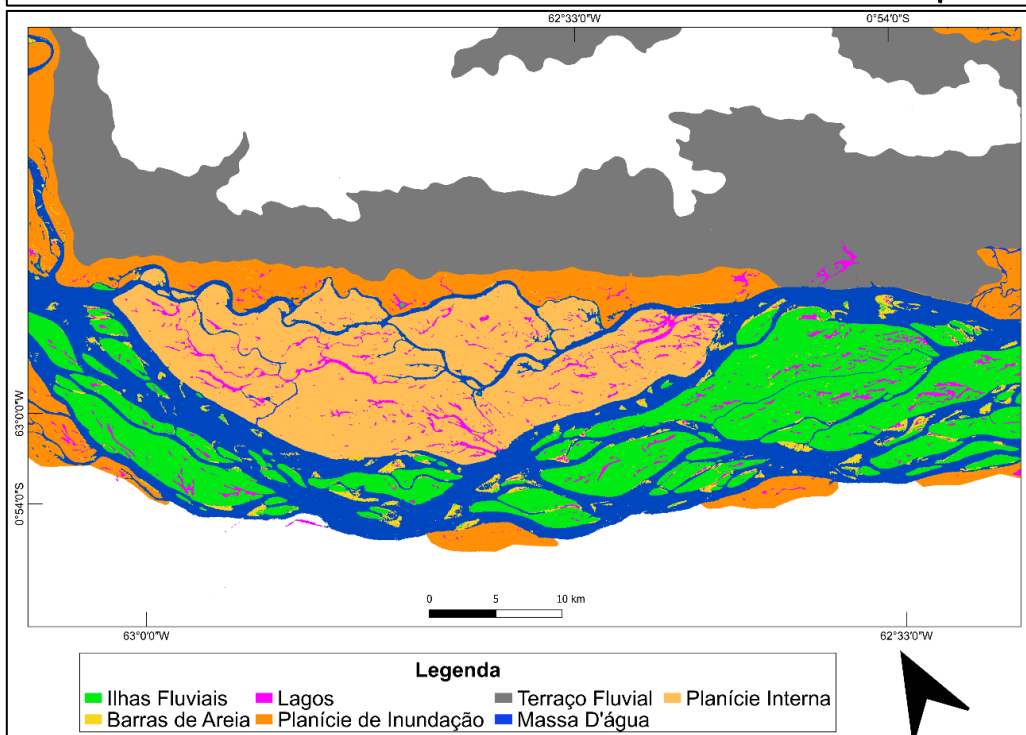 62°33'0"W 0°54'0"S
63°0'0"W
0°54'0"S
0 5 10 km
63°0'0"W 62°33'0"W
Legenda
Ilhas Fluviais Lagos Terraço Fluvial Planície Interna
Barras de Areia Planície de Inundação Massa D'água